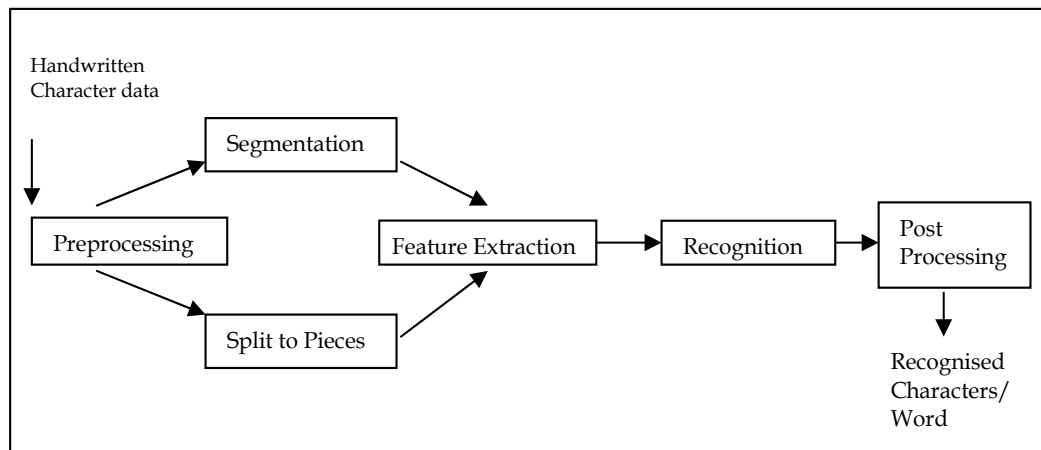 Handwritten
Character data
Segmentation
Preprocessing
Feature Extraction
Recognition
Post
Processing
Split to Pieces
Recognised
Characters/
Word